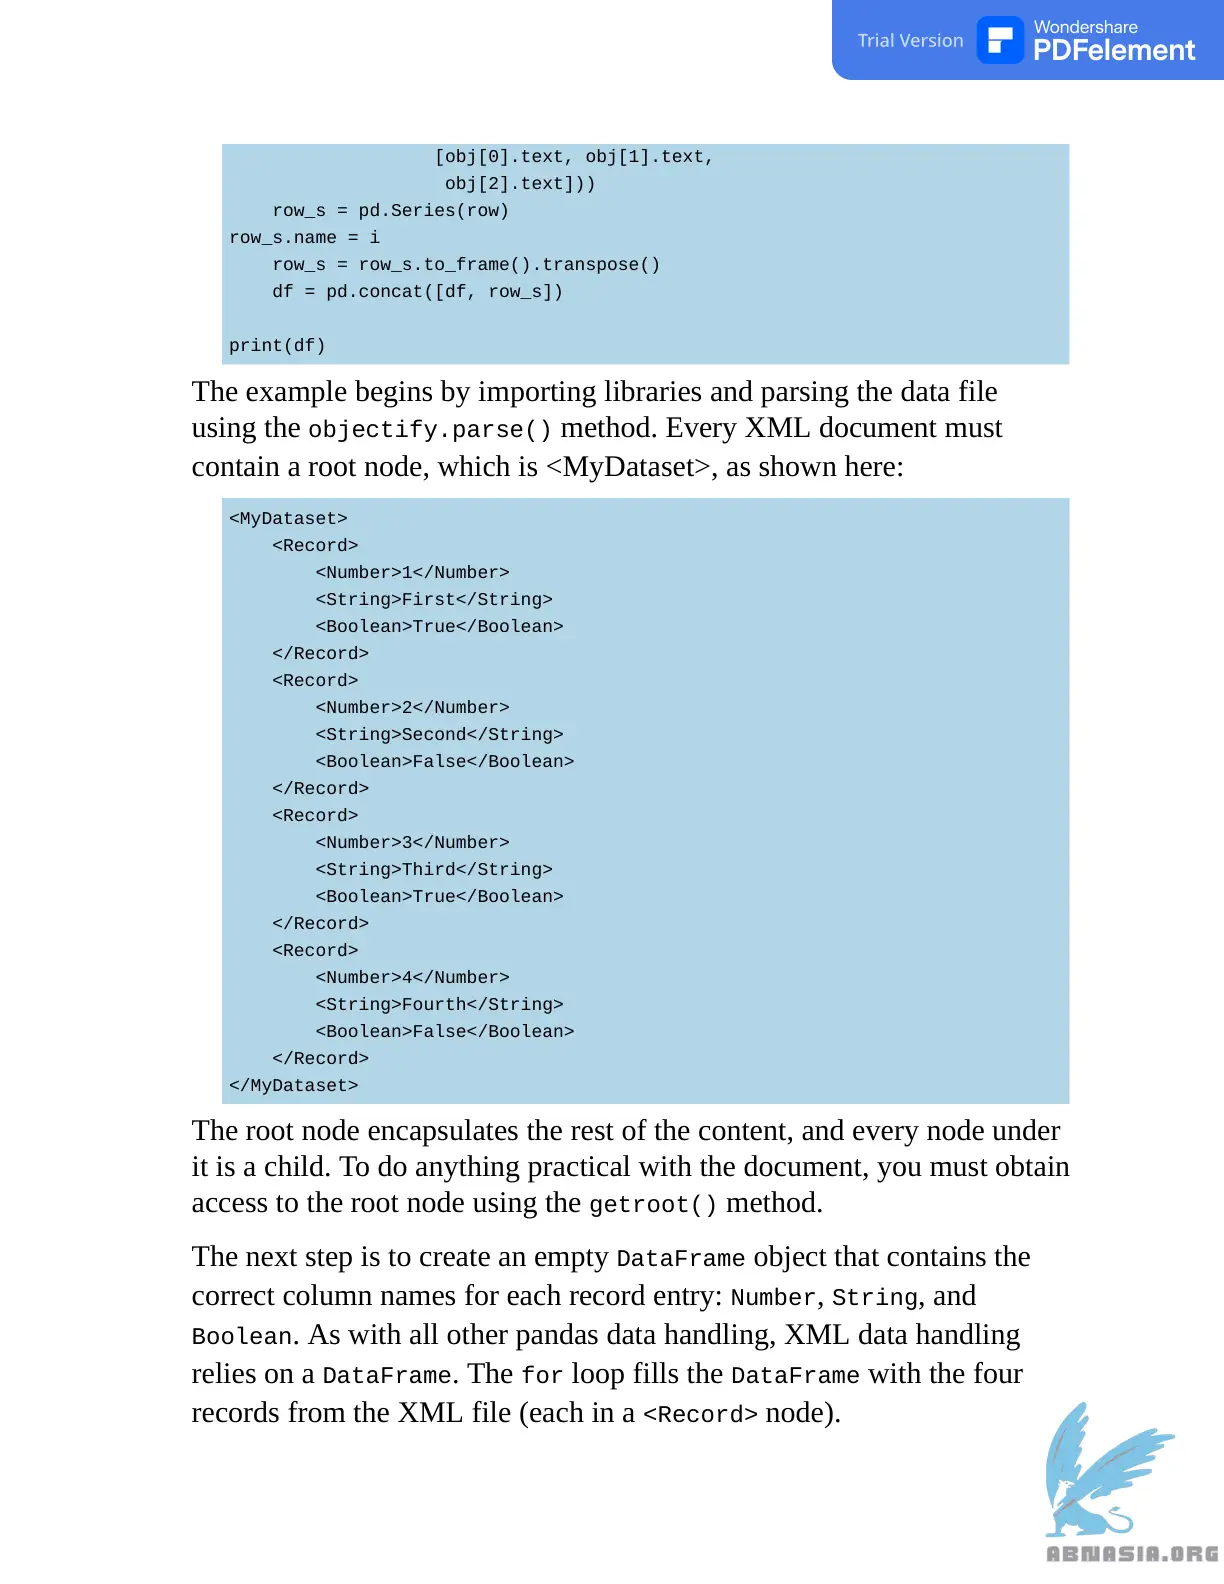 Trial Version
Wondershare
PDFelement
[obj[0].text, obj[1].text,
obj[2].text]))
row_s = pd.Series(row)
row_s.name = i
row_s = row_s.to_frame().transpose()
df = pd.concat([df, row_s])
print(df)
The example begins by importing libraries and parsing the data file
using the objectify.parse() method. Every XML document must
contain a root node, which is <MyDataset>, as shown here:
<MyDataset>
<Record>
<Number>1</Number>
<String>First</String>
<Boolean>True</Boolean>
</Record>
<Record>
<Number>2</Number>
<String>Second</String>
<Boolean>False</Boolean>
</Record>
<Record>
<Number>3</Number>
<String>Third</String>
<Boolean>True</Boolean>
</Record>
<Record>
<Number>4</Number>
<String>Fourth</String>
<Boolean>False</Boolean>
</Record>
</MyDataset>
The root node encapsulates the rest of the content, and every node under
it is a child. To do anything practical with the document, you must obtain
access to the root node using the getroot() method.
The next step is to create an empty DataFrame object that contains the
correct column names for each record entry: Number, String, and
Boolean. As with all other pandas data handling, XML data handling
relies on a DataFrame. The for loop fills the DataFrame with the four
records from the XML file (each in a <Record> node).
ABNASIA.ORG